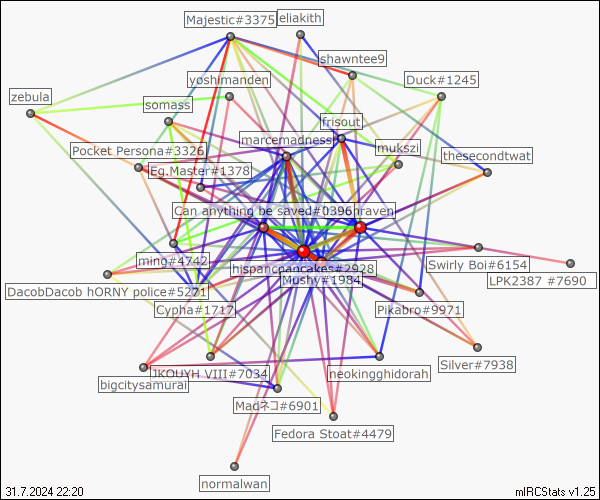 Majestic#3375
eliakith
shawntee9
yoshimanden
Duck#1245
zebula
somass
frisout
marcemadness
mukszi
Pocket Persona#3326
thesecondtwat
Eg.Master#1378
Can anything be saved#0396
nraven
ming#4742
hispancpancakes#2928
Swirly Boi#6154
Mushy#1984
LPK2387 #7690
DacobDacob hORNY police#5271
Cypha#1717
Pikabro#9971
Silver#7938
JKOUYH VIII#7034
neokingghidorah
bigcitysamurai
Madネコ#6901
Fedora Stoat#4479
normalwan
31.7.2024 22:20
mIRCStats v1.25